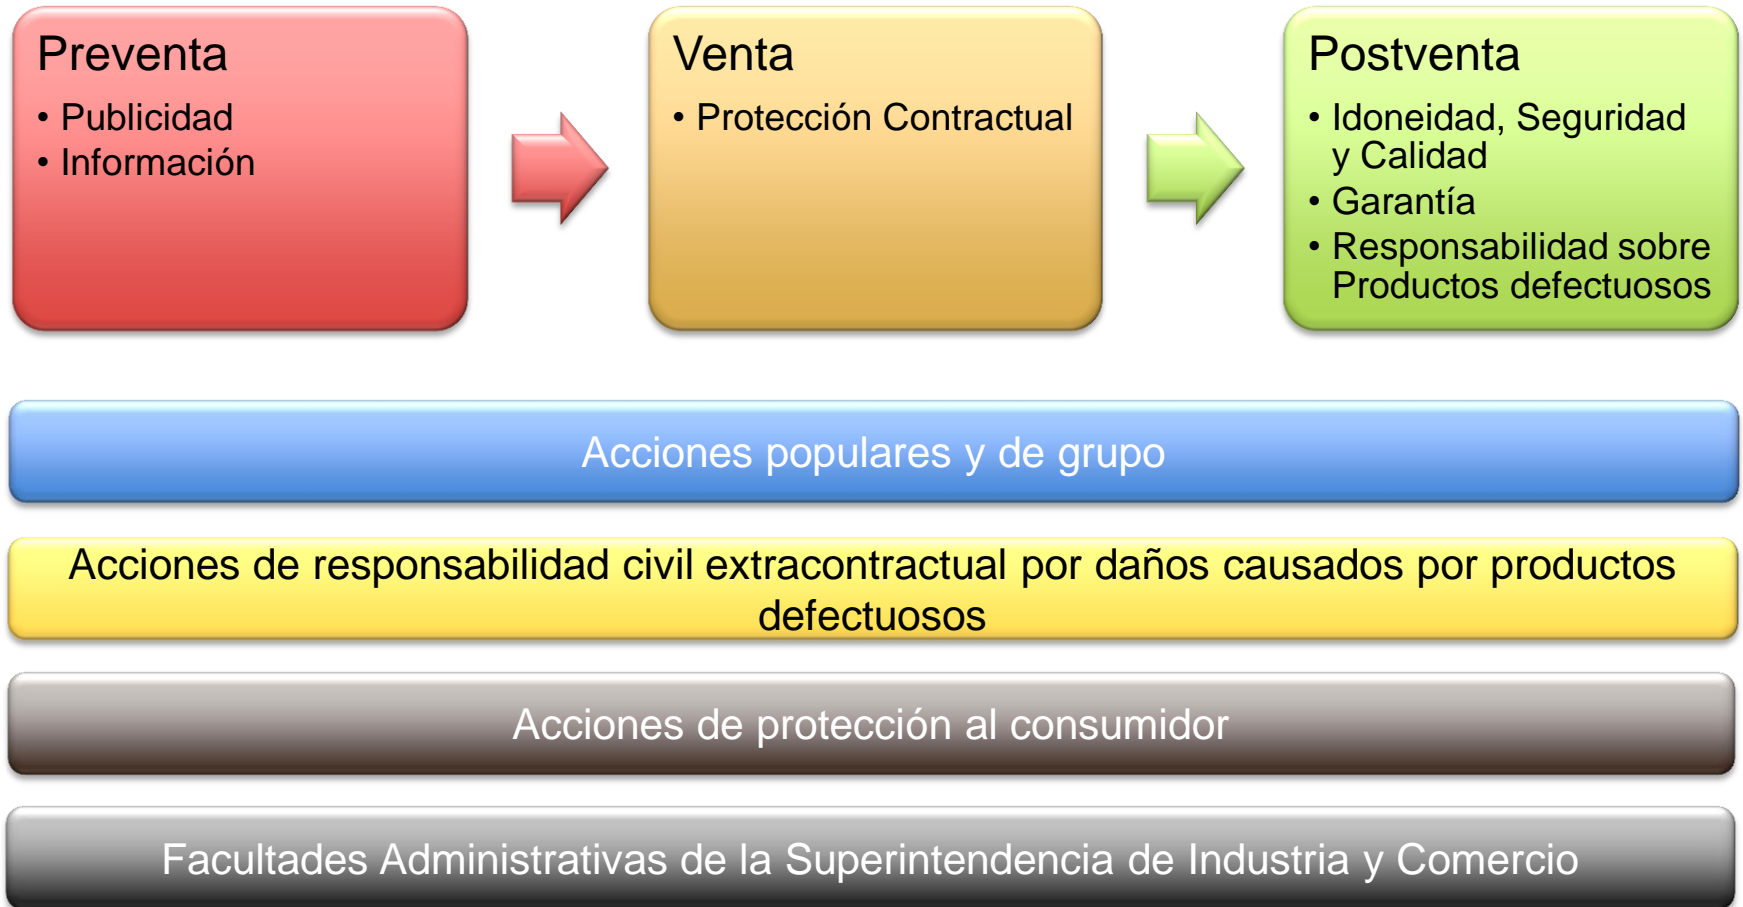 Preventa
• Publicidad
• Información
Venta
• Protección Contractual
Postventa
• Idoneidad, Seguridad
y Calidad
• Garantía
• Responsabilidad sobre
Productos defectuosos
Acciones populares y de grupo
Acciones de responsabilidad civil extracontractual por daños causados por productos
defectuosos
Acciones de protección al consumidor
Facultades Administrativas de la Superintendencia de Industria y Comercio